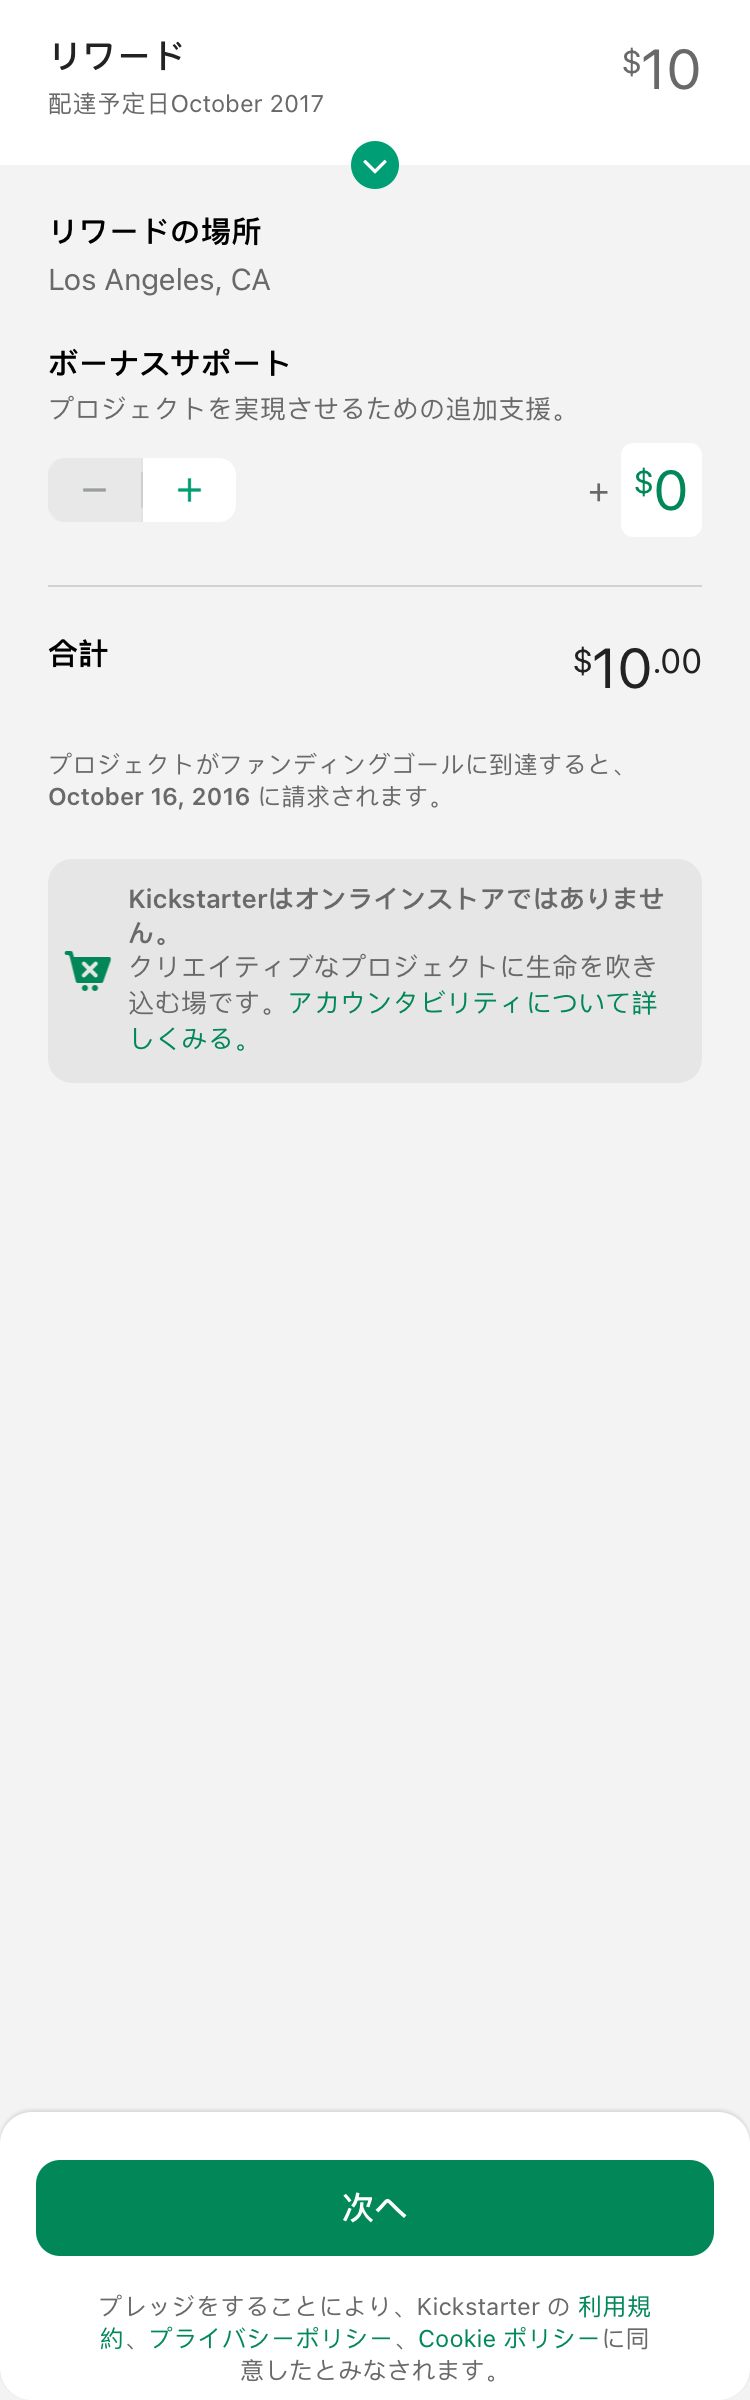 リワード
$10
配達予定日October 2017
リワードの場所
Los Angeles, CA
ボーナスサポート
プロジェクトを実現させるための追加支援。
− + + $0
合計
$10.00
プロジェクトがファンディングゴールに到達すると、
October 16, 2016 に請求されます。
Kickstarterはオンラインストアではありませ
ん。
クリエイティブなプロジェクトに生命を吹き
込む場です。アカウンタビリティについて詳
しくみる。
次へ
プレッジをすることにより、Kickstarter の 利用規
約、プライバシーポリシー、Cookie ポリシーに同
意したとみなされます。